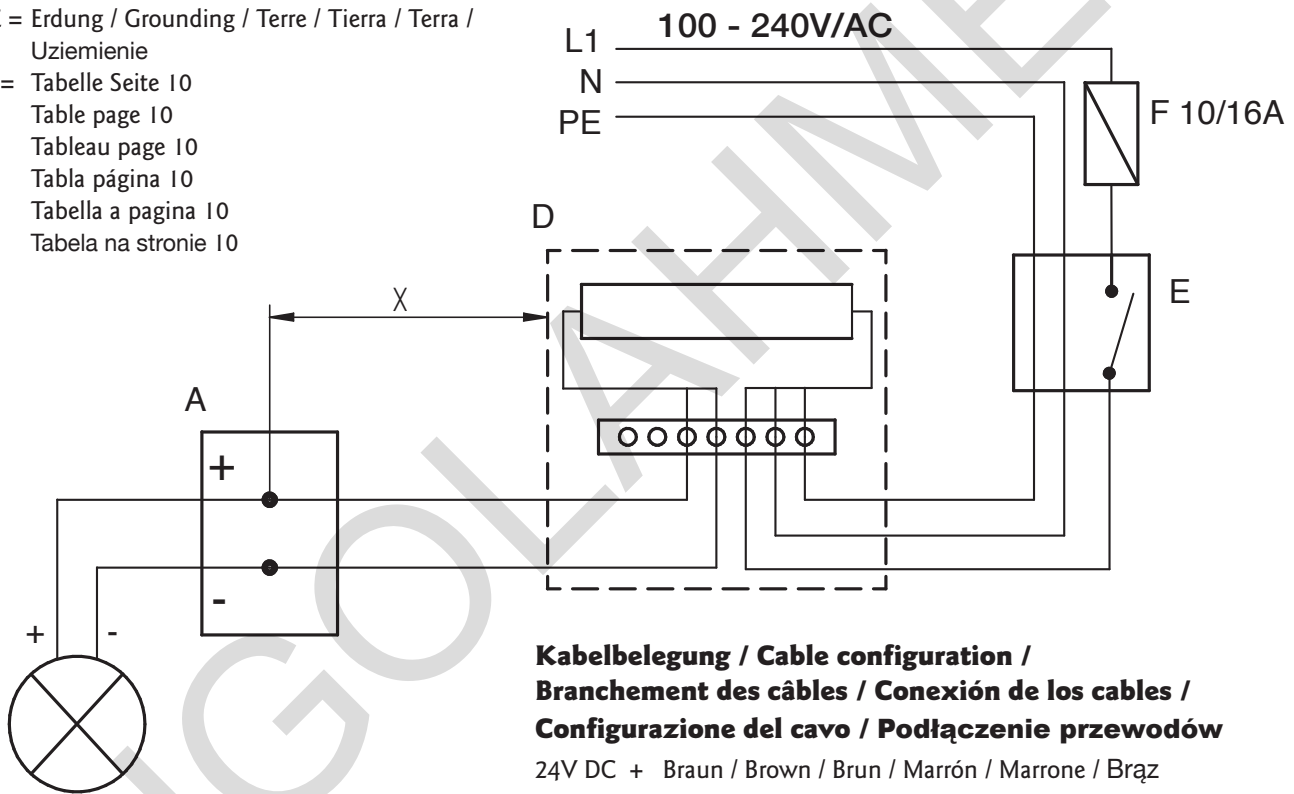 = Erdung / Grounding / Terre / Tierra / Terra /
Uziemienie
= Tabelle Seite 10
Table page 10
Tableau page 10
Tabla página 10
Tabella a pagina 10
Tabela na stronie 10
100 - 240V/AC
L1
N
PE
F 10/16A
D
E
X
A
+
-
+ -
Kabelbelegung / Cable configuration /
Branchement des câbles / Conexión de los cables /
Configurazione del cavo / Podłączenie przewodów
24V DC + Braun / Brown / Brun / Marrón / Marrone / Brąz
IGOLAHME